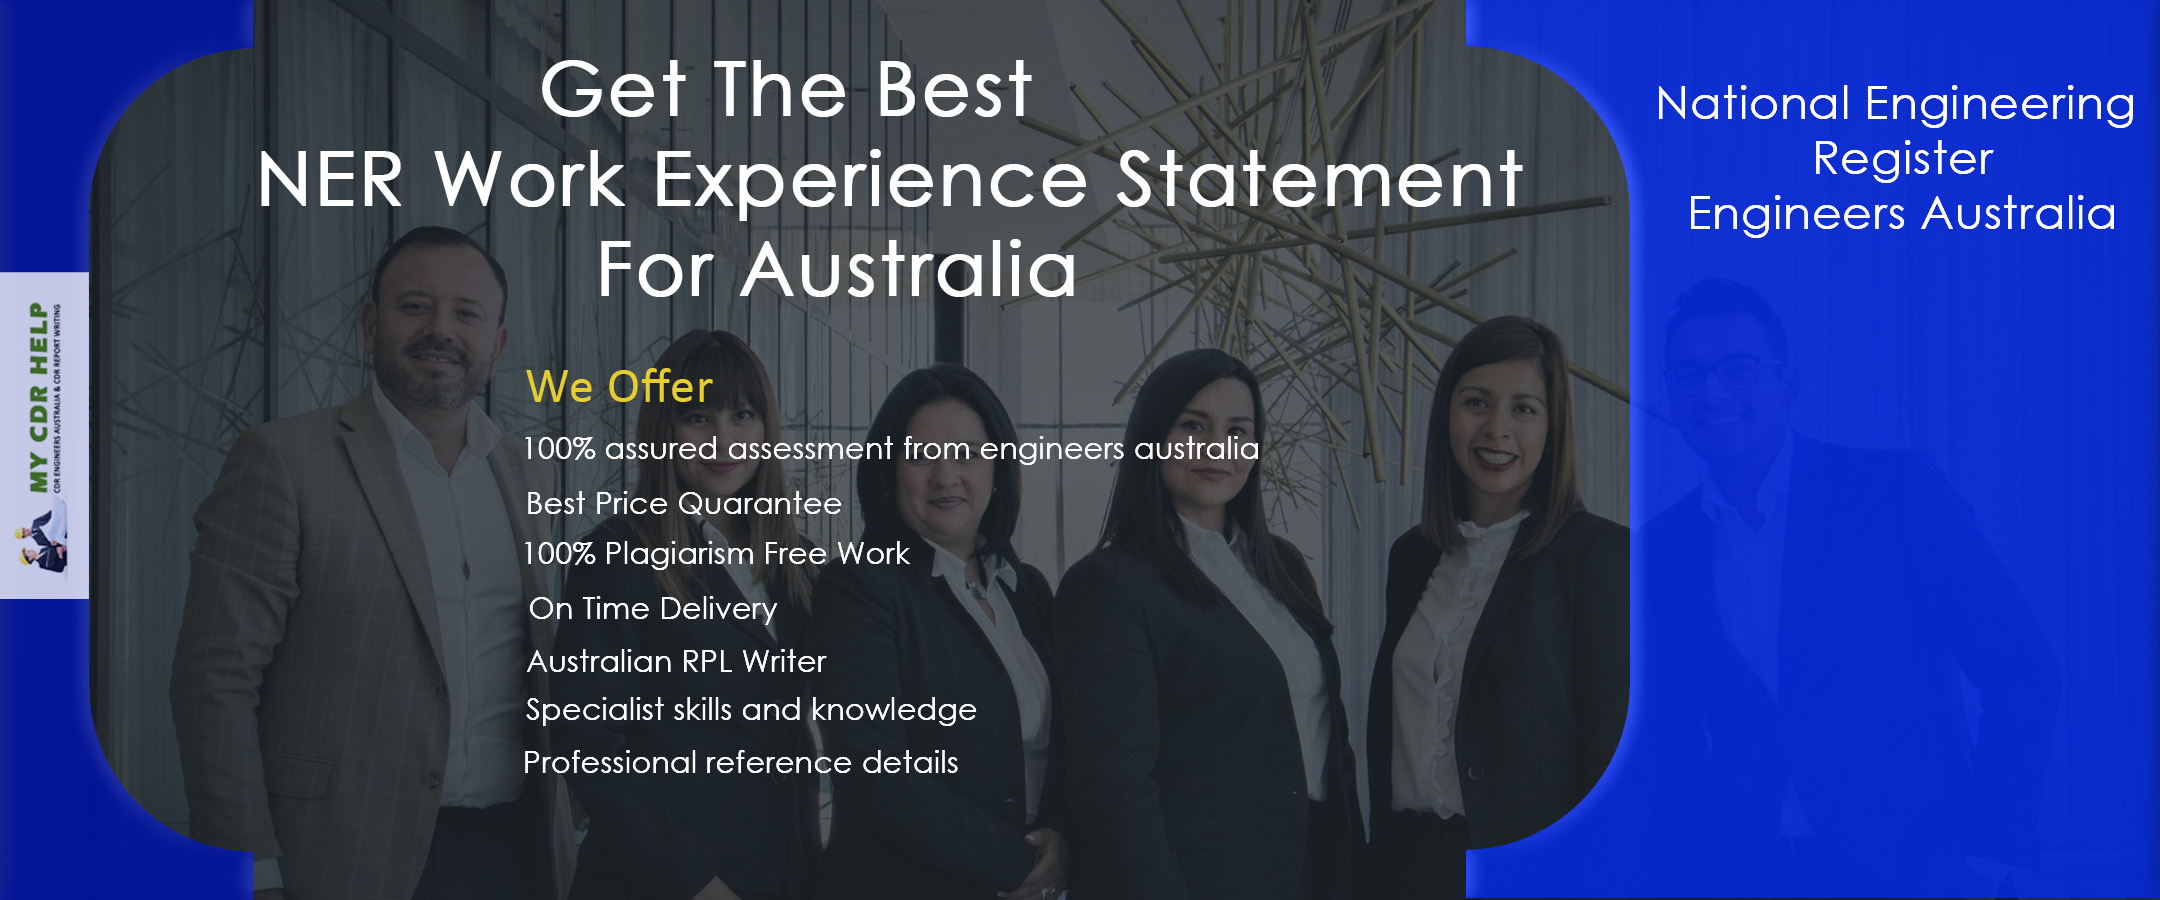 Get The Best
NER Work Experience Statement
For Australia
National Engineering
Register
Engineers Australia
MY CDR HELP
CDR ENGINEERS AUSTRALIA & CDR REPORT WRITING
We Offer
100% assured assessment from engineers australia
Best Price Quarantee
100% Plagiarism Free Work
On Time Delivery
Australian RPL Writer
Specialist skills and knowledge
Professional reference details